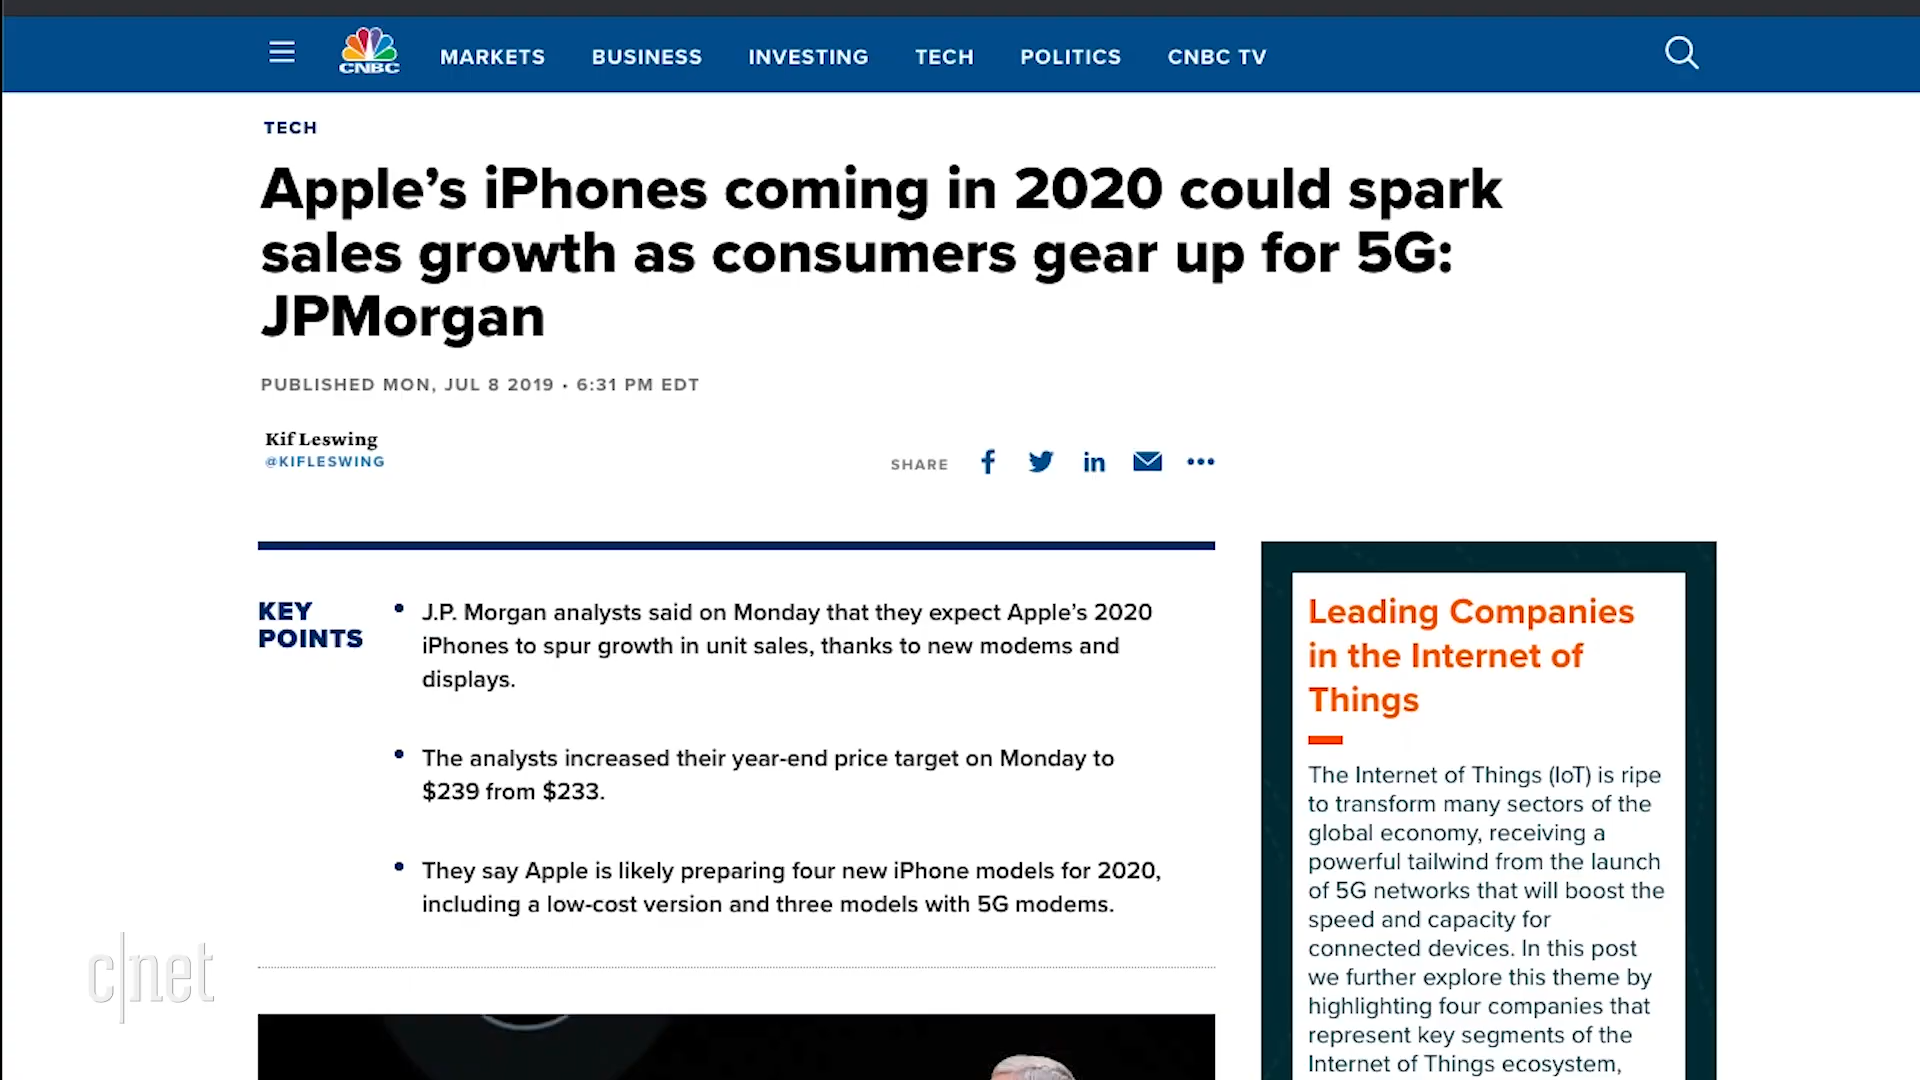 CNBC
MARKETS
BUSINESS
INVESTING
TECH
POLITICS
CNBC TV
TECH
Apple’s iPhones coming in 2020 could spark
sales growth as consumers gear up for 5G:
JPMorgan
PUBLISHED MON, JUL 8 2019 • 6:31 PM EDT
Kif Leswing
@KIFLESWING
SHARE
KEY
POINTS
• J.P. Morgan analysts said on Monday that they expect Apple’s 2020
iPhones to spur growth in unit sales, thanks to new modems and
displays.
• The analysts increased their year-end price target on Monday to
$239 from $233.
• They say Apple is likely preparing four new iPhone models for 2020,
including a low-cost version and three models with 5G modems.
Leading Companies
in the Internet of
Things
The Internet of Things (IoT) is ripe
to transform many sectors of the
global economy, receiving a
powerful tailwind from the launch
of 5G networks that will boost the
speed and capacity for
connected devices. In this post
we further explore this theme by
highlighting four companies that
represent key segments of the
Internet of Things ecosystem,
c|net